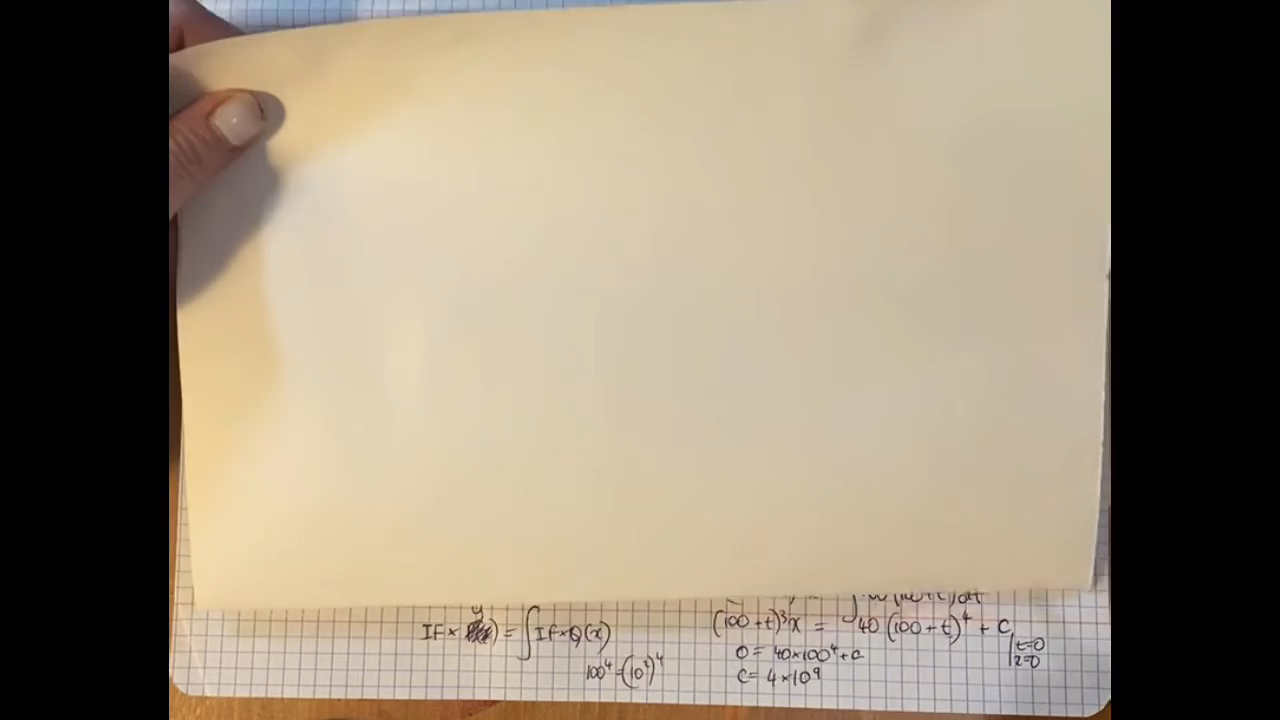 IF × y) = ∫IF×Q(x)
100⁴ = (10²)⁴
(100+t)³x = 40(100+t)⁴ + C
t=0
x=0
0 = 40×100⁴+c
C = 4×10⁹